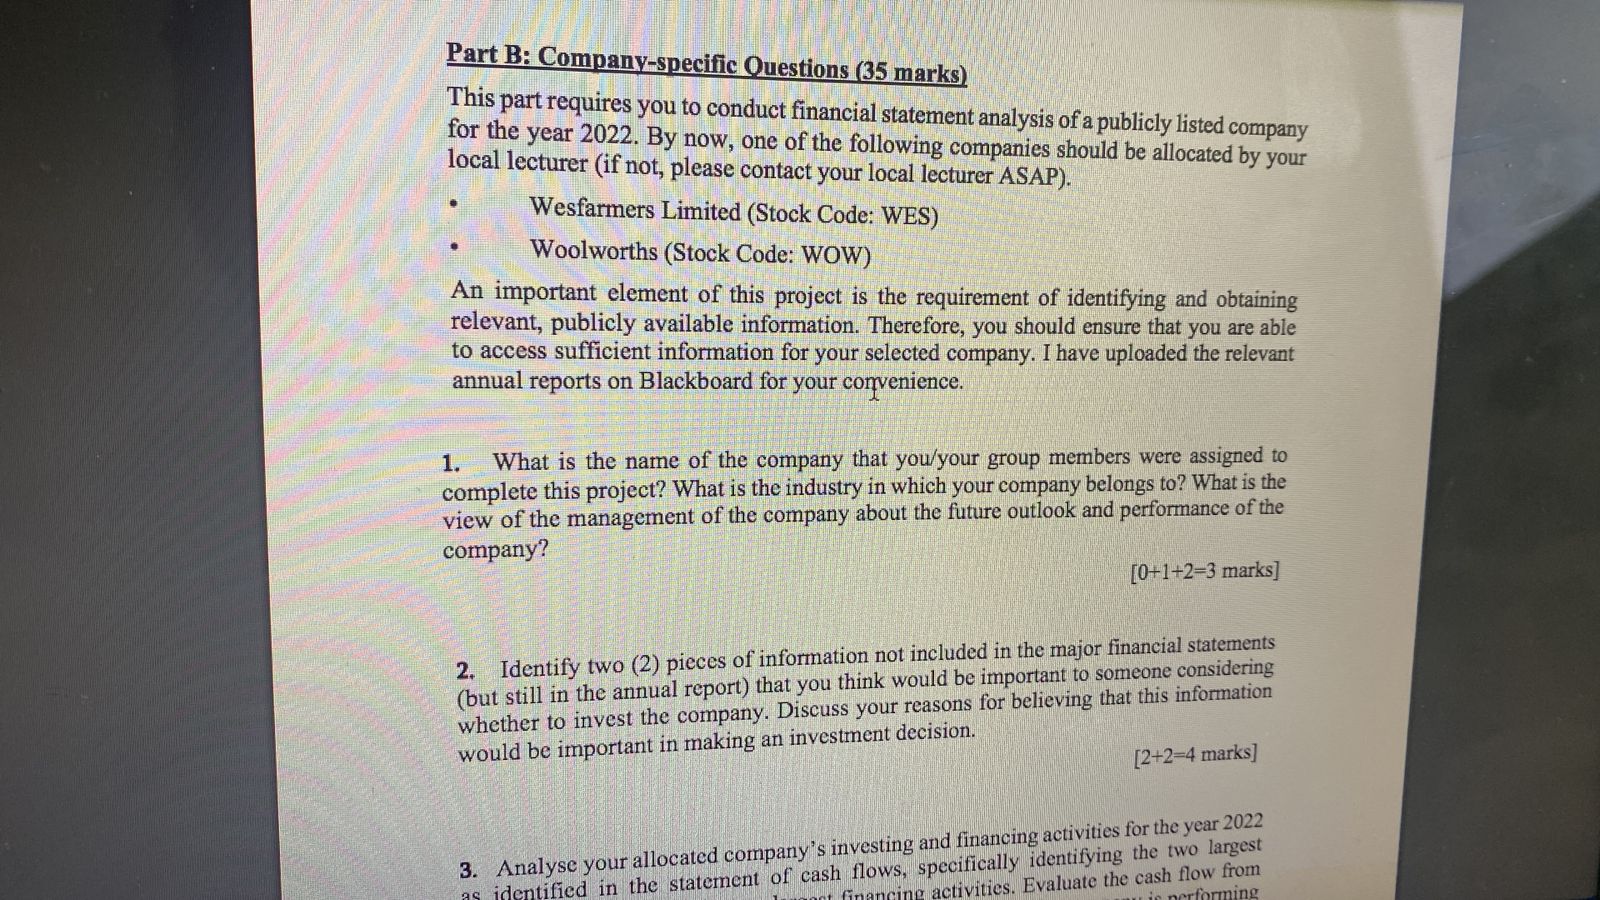 Part B: Company-specific Questions (35 marks)
This part requires you to conduct financial statement analysis of a publicly listed company
for the year 2022. By now, one of the following companies should be allocated by your
local lecturer (if not, please contact your local lecturer ASAP).
• Wesfarmers Limited (Stock Code: WES)
• Woolworths (Stock Code: WOW)
An important element of this project is the requirement of identifying and obtaining
relevant, publicly available information. Therefore, you should ensure that you are able
to access sufficient information for your selected company. I have uploaded the relevant
annual reports on Blackboard for your convenience.
1. What is the name of the company that you/your group members were assigned to
complete this project? What is the industry in which your company belongs to? What is the
view of the management of the company about the future outlook and performance of the
company?
[0+1+2=3 marks]
2. Identify two (2) pieces of information not included in the major financial statements
(but still in the annual report) that you think would be important to someone considering
whether to invest the company. Discuss your reasons for believing that this information
would be important in making an investment decision.
[2+2=4 marks]
3. Analyse your allocated company's investing and financing activities for the year 2022
as identified in the statement of cash flows, specifically identifying the two largest
financing activities. Evaluate the cash flow from
is performing